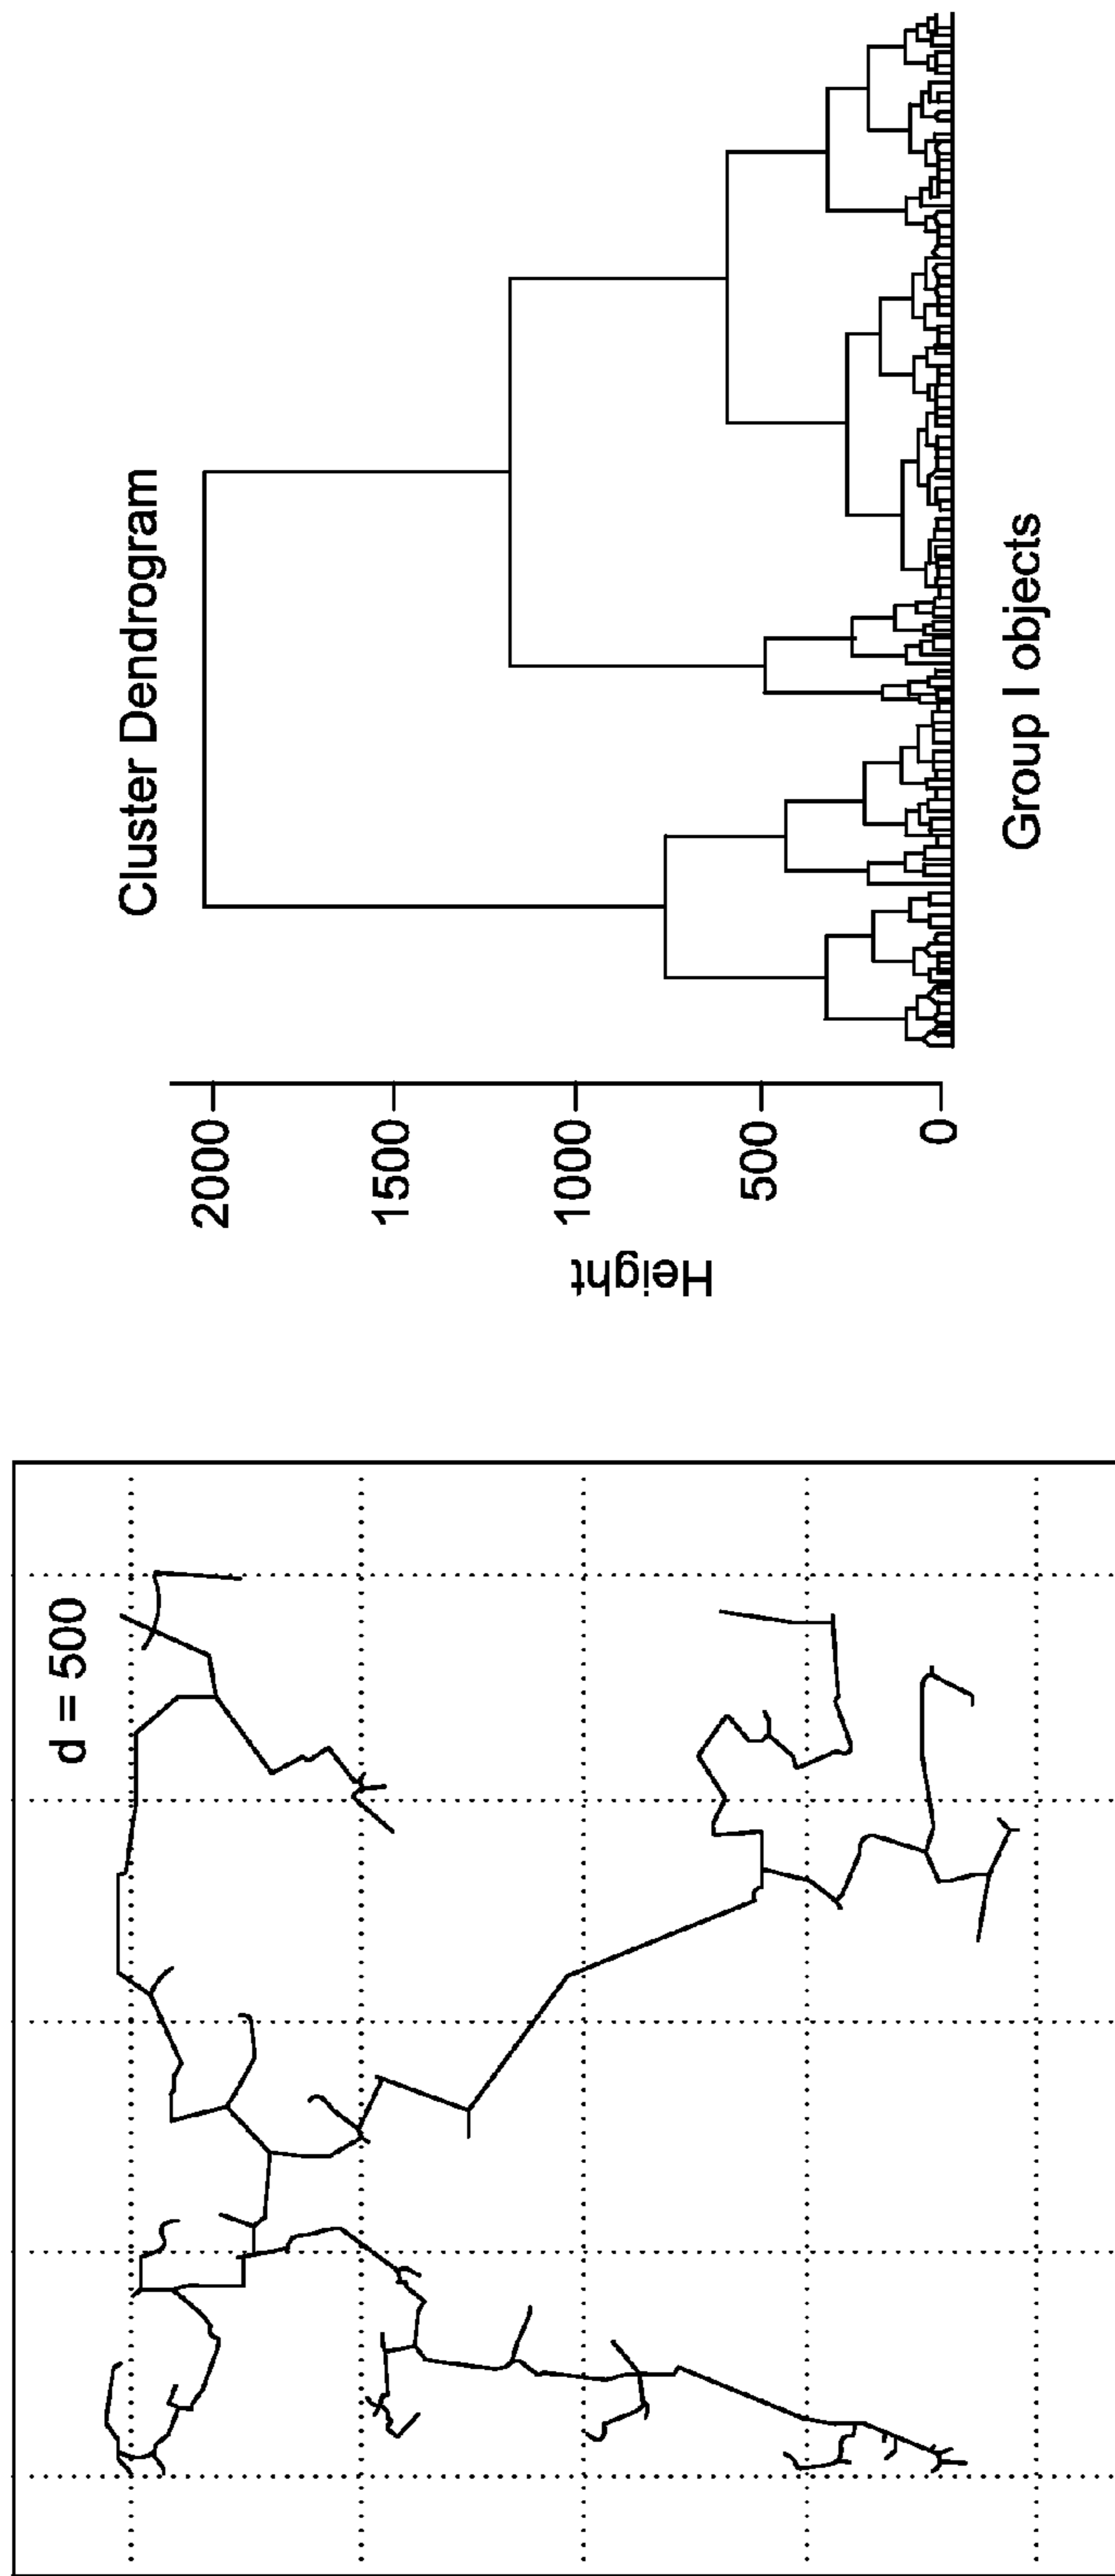 d = 500
Cluster Dendrogram
Height
2000
1500
1000
500
0
Group I objects